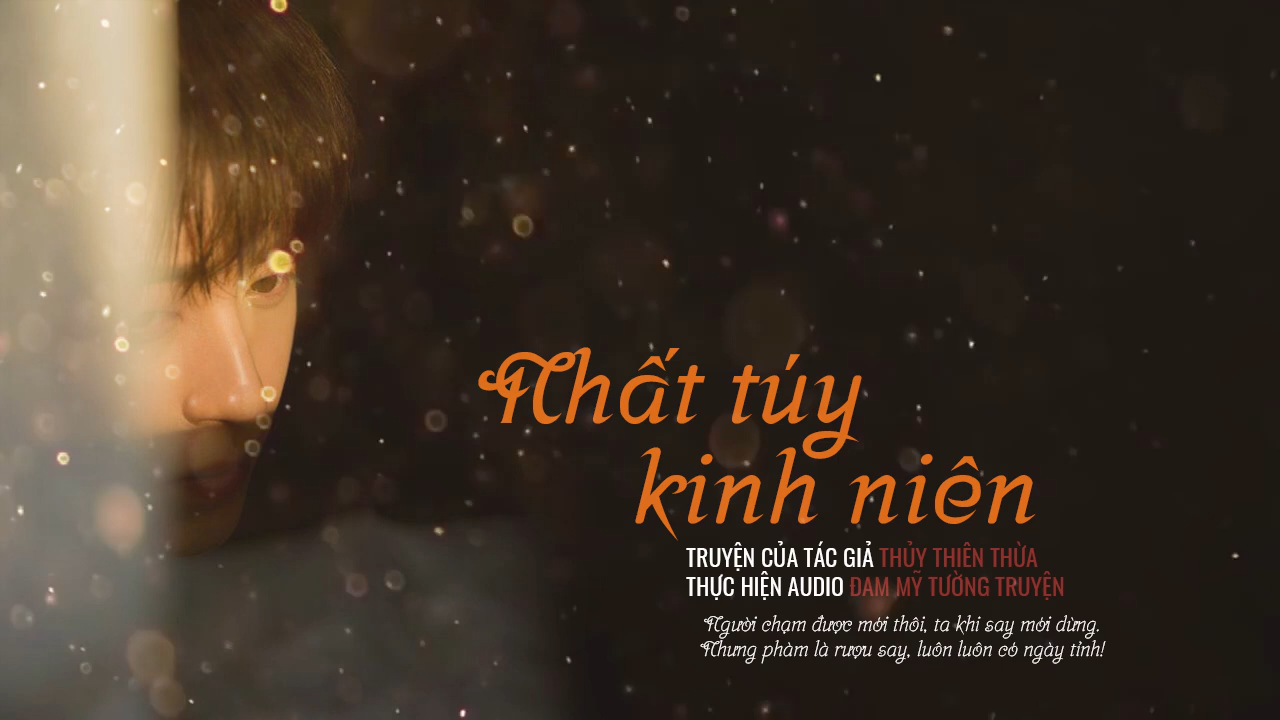 Nhất túy
kinh niên
TRUYỆN CỦA TÁC GIẢ THỦY THIÊN THỪA
THỰC HIỆN AUDIO ĐAM MỸ TƯỜNG TRUYỆN
Người chạm được mới thôi, ta khi say mới dừng.
Nhưng phàm là rượu say, luôn luôn có ngày tỉnh!